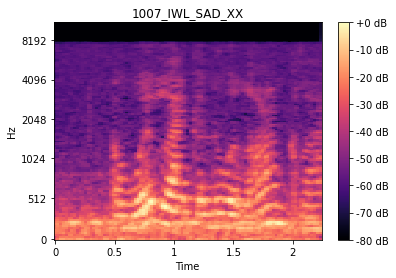 1007_IWL_SAD_XX
Hz
8192
4096
2048
1024
512
0
0
0.5
1
1.5
2
Time
+0 dB
-10 dB
-20 dB
-30 dB
-40 dB
-50 dB
-60 dB
-70 dB
-80 dB